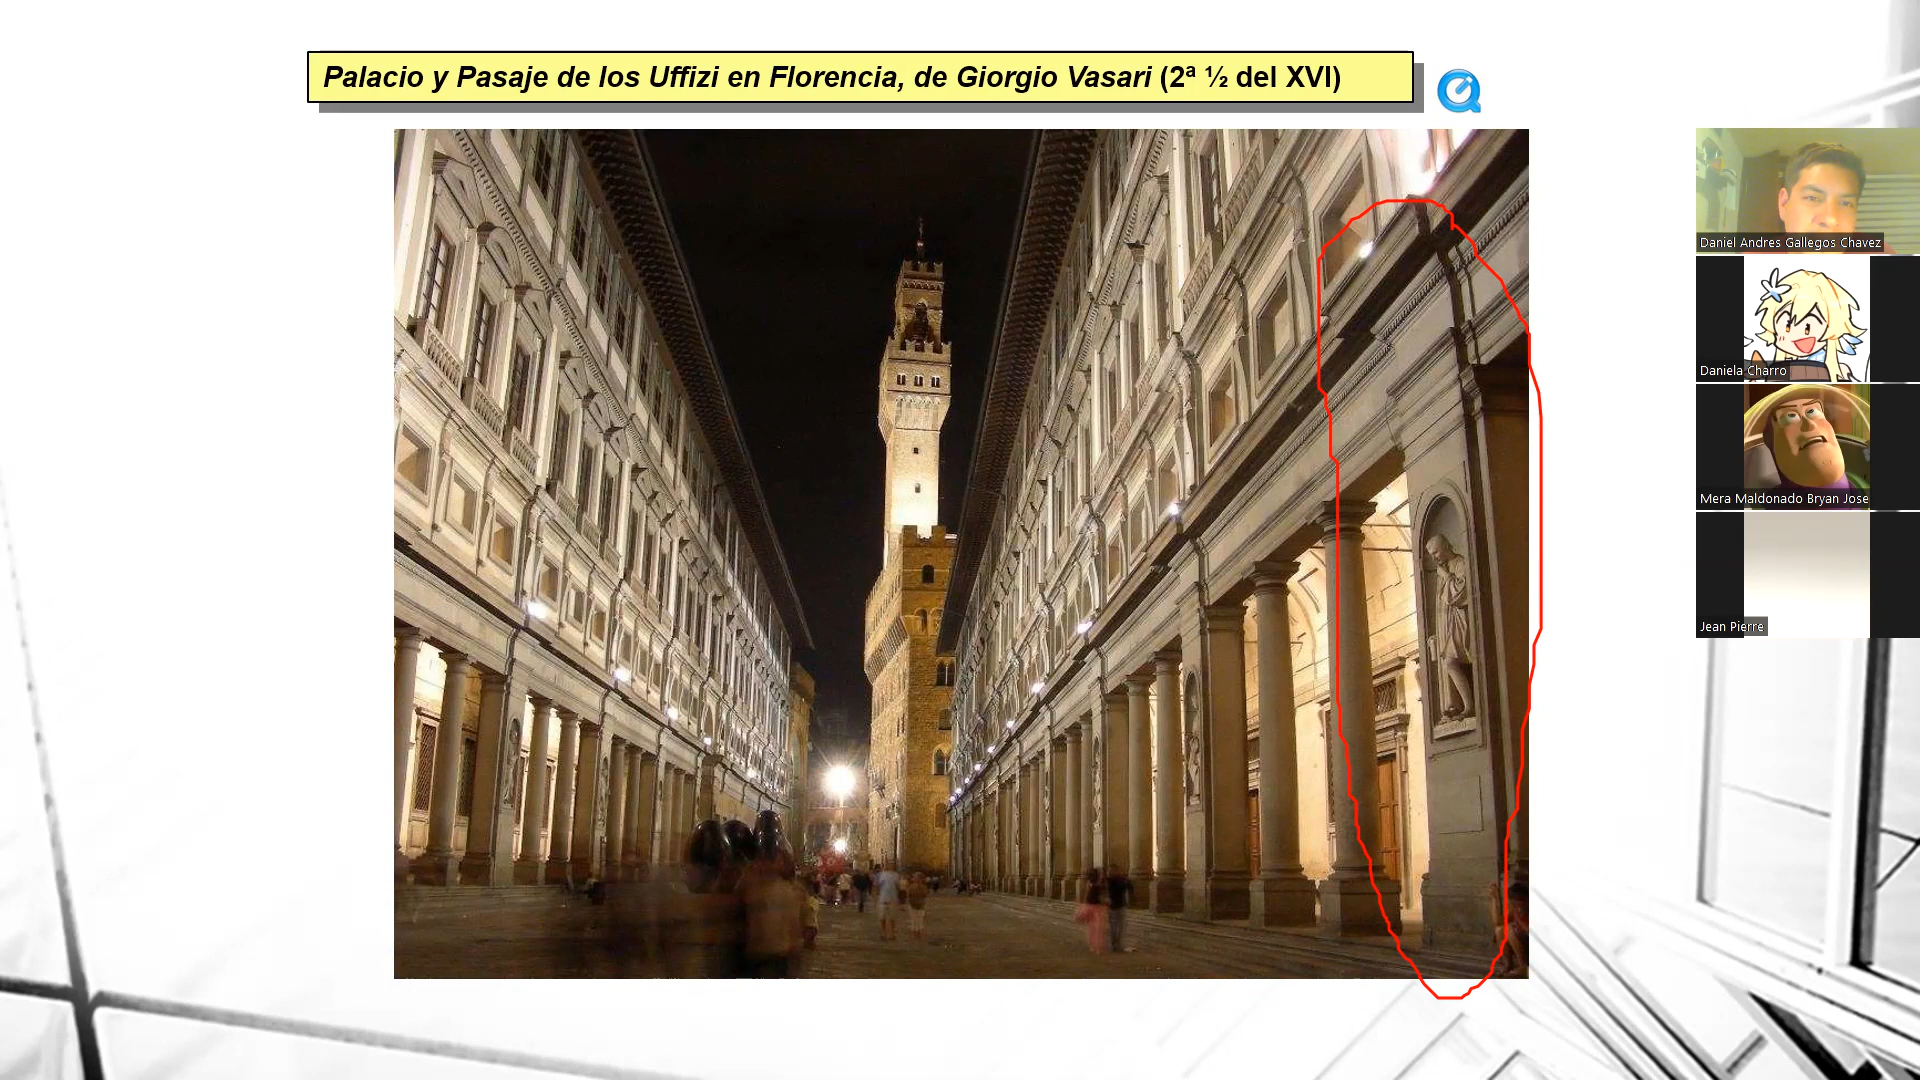 Palacio y Pasaje de los Uffizi en Florencia, de Giorgio Vasari (2ª ½ del XVI)
Daniel Andres Gallegos Chavez
Daniela Charro
Mera Maldonado Bryan Jose
Jean Pierre